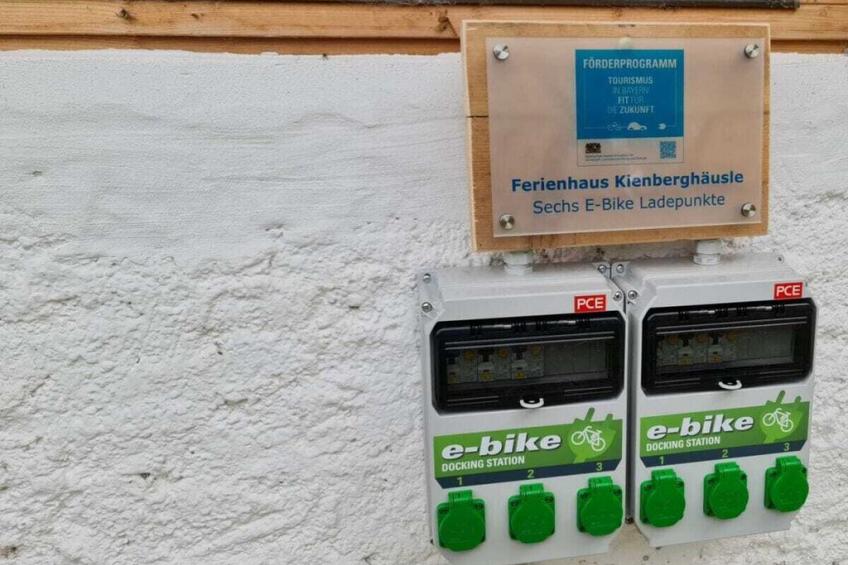 FÖRDERPROGRAMM
TOURISMUS
IN BAYERN
FIT FÜR
DIE ZUKUNFT
Ferienhaus Kienberghäusle
Sechs E-Bike Ladepunkte
PCE
e-bike
DOCKING STATION
1 2 3
PCE
e-bike
DOCKING STATION
1 2 3